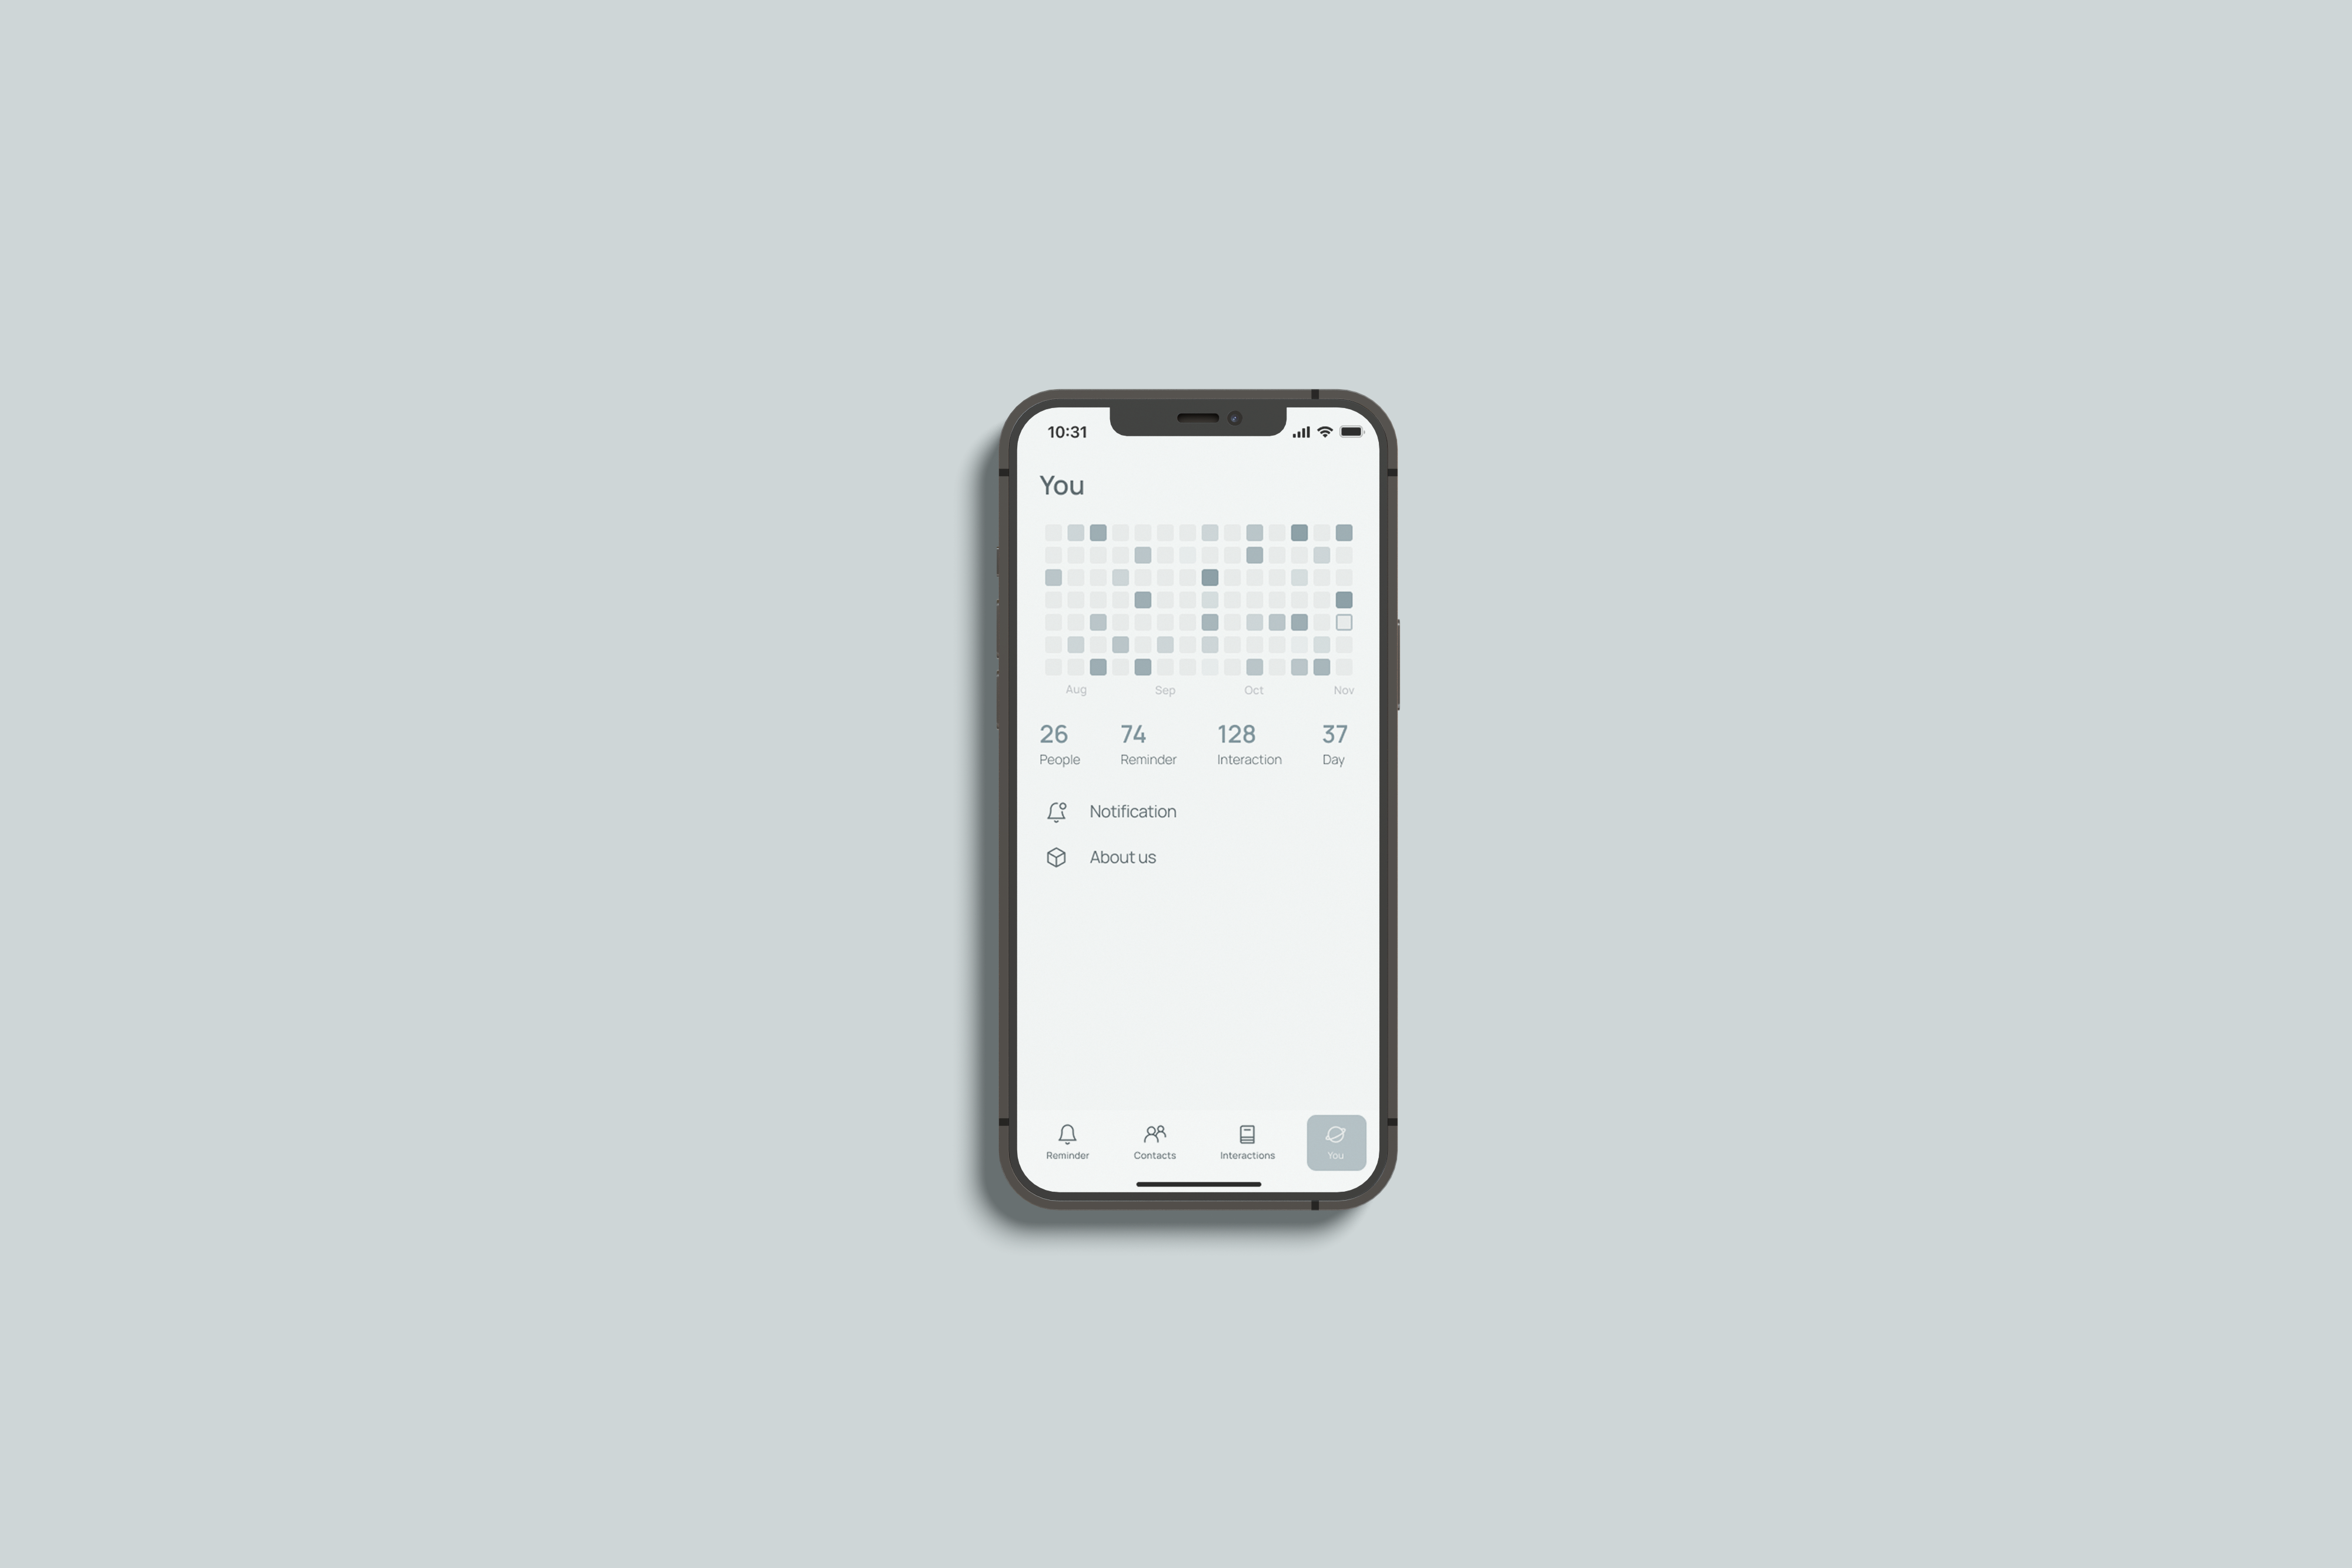 10:31
You
Aug Sep Oct Nov
26 74 128 37
People Reminder Interaction Day
Notification
About us
Reminder Contacts Interactions You